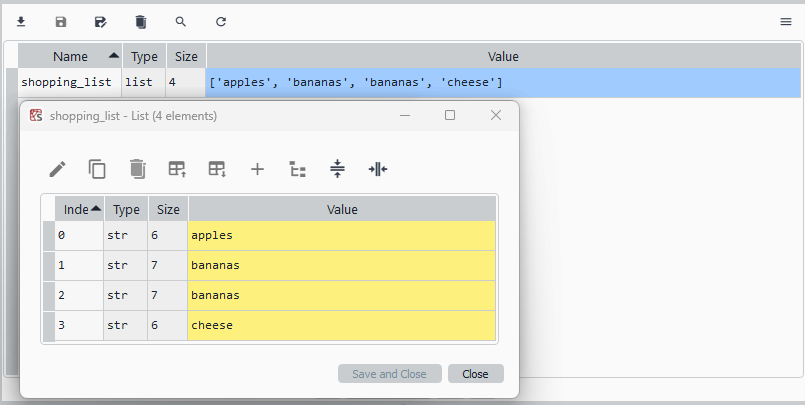 Name Type Size Value
shopping_list list 4 ['apples', 'bananas', 'bananas', 'cheese']
shopping_list - List (4 elements)
Inde Type Size Value
0 str 6 apples
1 str 7 bananas
2 str 7 bananas
3 str 6 cheese
Save and Close Close